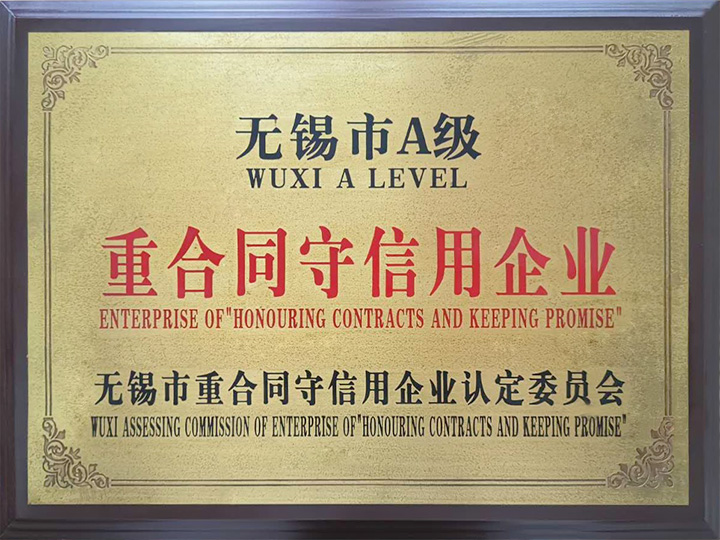 无锡市A级
WUXI A LEVEL
重合同守信用企业
ENTERPRISE OF"HONOURING CONTRACTS AND KEEPING PROMISE"
无锡市重合同守信用企业认定委员会
WUXI ASSESSING COMMISSION OF ENTERPRISE OF"HONOURING CONTRACTS AND KEEPING PROMISE"